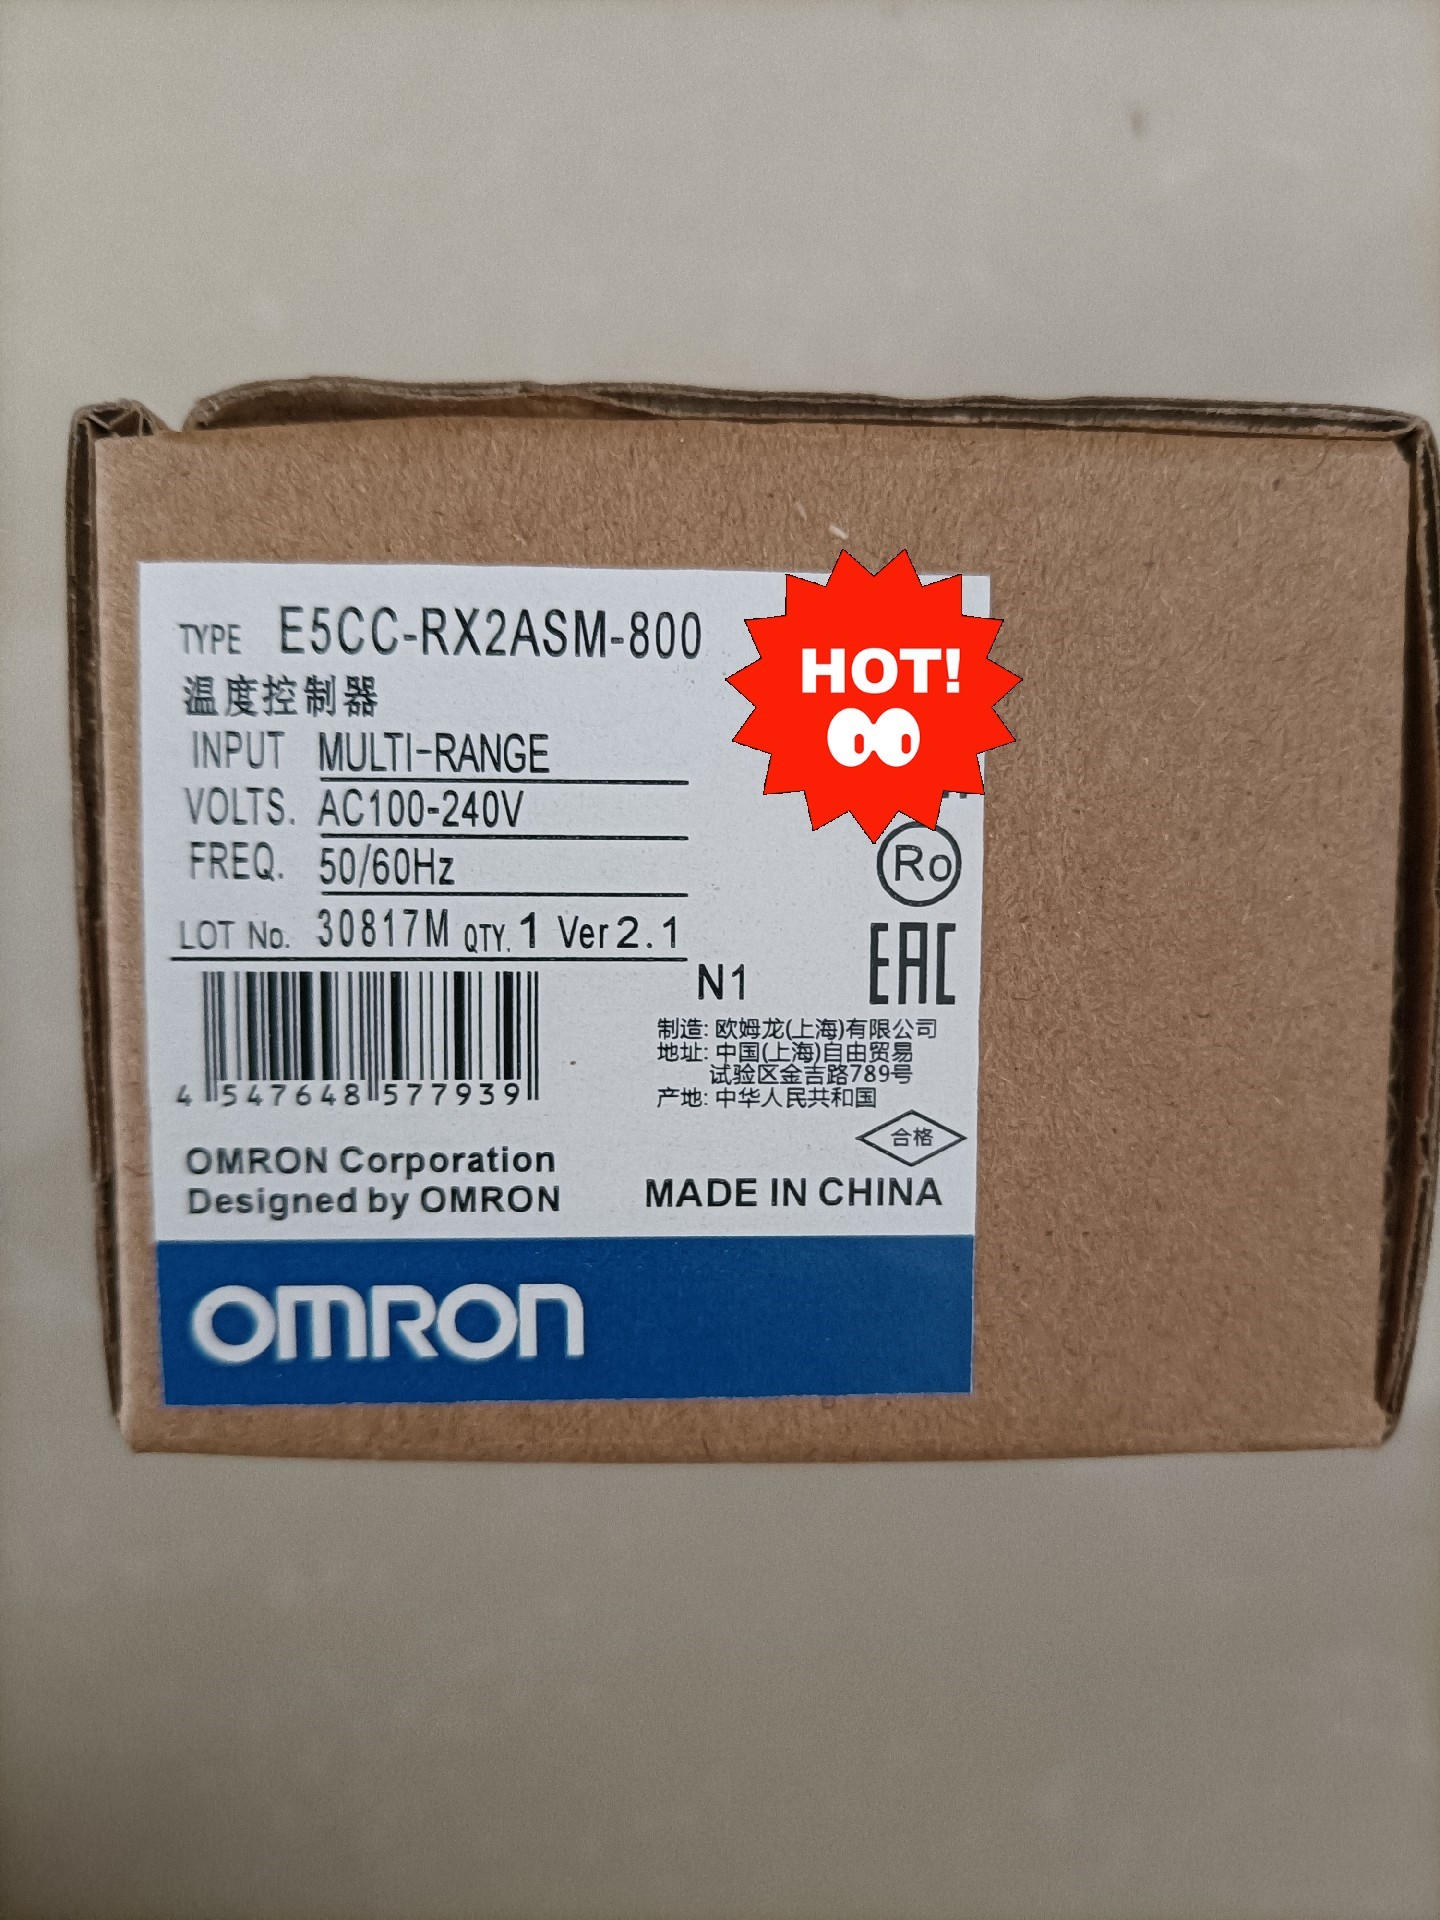 TYPE E5CC-RX2ASM-800
温度控制器
INPUT MULTI-RANGE
VOLTS. AC100-240V
FREQ. 50/60Hz
LOT No. 30817M QTY. 1 Ver 2.1
HOT!
Ro
EAC
N1
制造: 欧姆龙(上海)有限公司
地址: 中国(上海)自由贸易
试验区金吉路789号
产地: 中华人民共和国
合格
4 547648 577939
OMRON Corporation
Designed by OMRON
MADE IN CHINA
OMRON